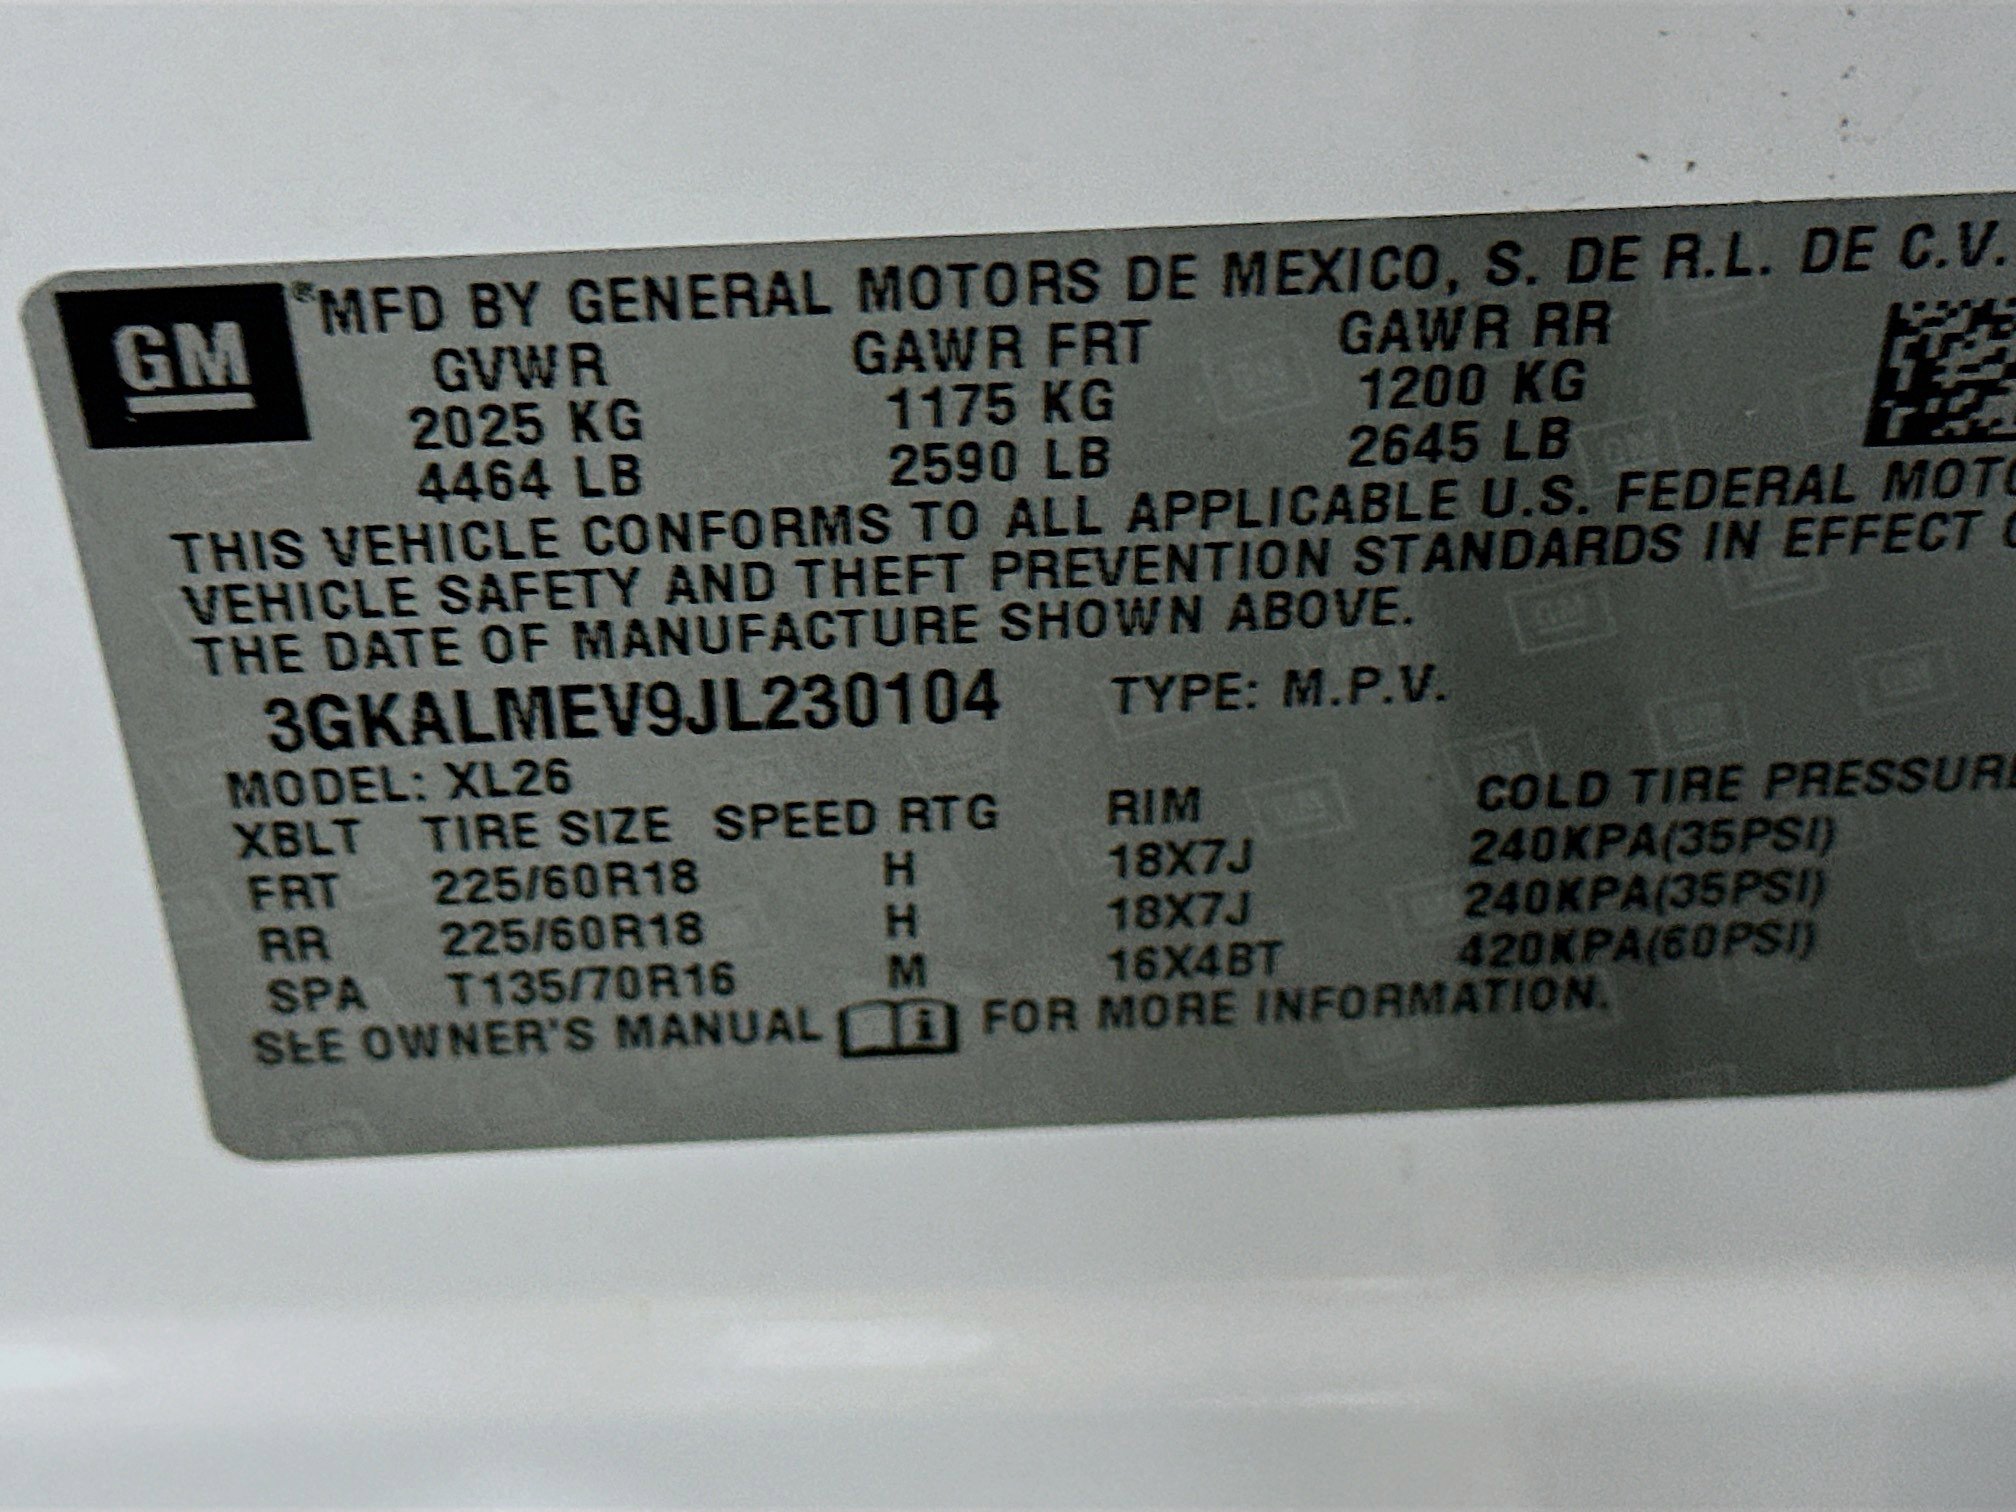 GM
®MFD BY GENERAL MOTORS DE MEXICO, S. DE R.L. DE C.V.
GVWR GAWR FRT GAWR RR
2025 KG 1175 KG 1200 KG
4464 LB 2590 LB 2645 LB
THIS VEHICLE CONFORMS TO ALL APPLICABLE U.S. FEDERAL
VEHICLE SAFETY AND THEFT PREVENTION STANDARDS IN EFFECT
THE DATE OF MANUFACTURE SHOWN ABOVE.
3GKALMEV9JL230104 TYPE: M.P.V.
MODEL: XL26
XBLT TIRE SIZE SPEED RTG RIM COLD TIRE
FRT 225/60R18 H 18X7J 240KPA(35PSI)
RR 225/60R18 H 18X7J 240KPA(35PSI)
SPA T135/70R16 M 16X4BT 420KPA(60PSI)
SEE OWNER'S MANUAL FOR MORE INFORMATION.